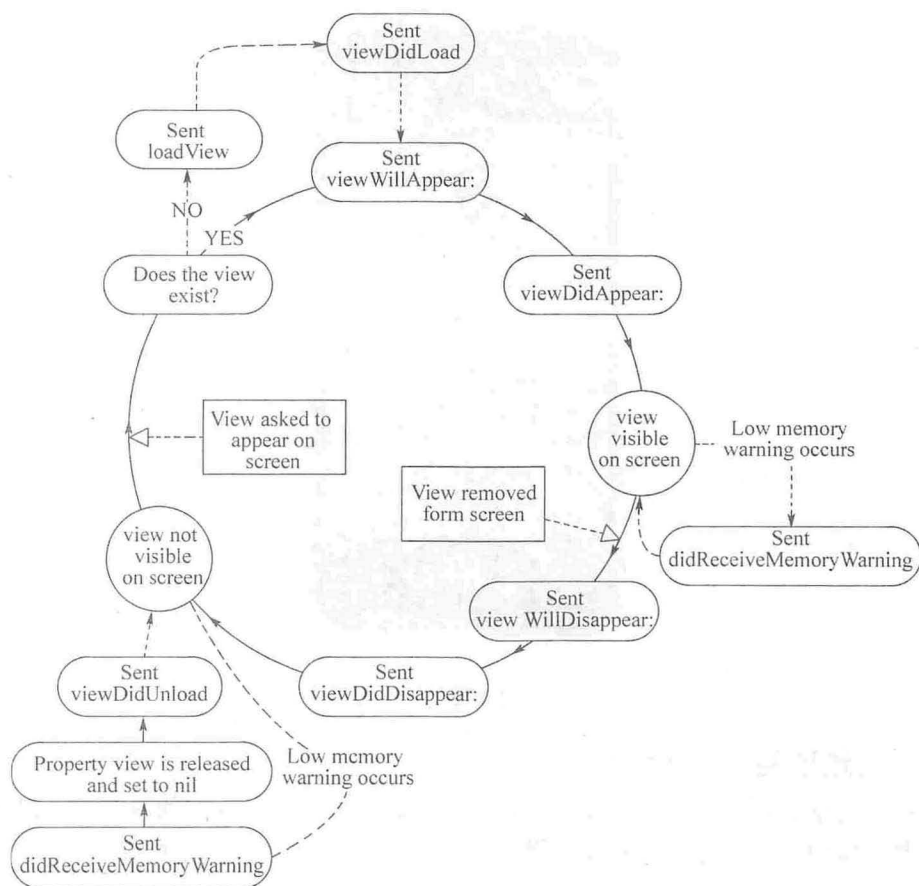 Sent
viewDidLoad
Sent
loadView
Sent
viewWillAppear:
NO
YES
Does the view
exist?
Sent
viewDidAppear:
View asked to
appear on
screen
view
visible
on screen
Low memory
warning occurs
View removed
form screen
view not
visible
on screen
Sent
didReceiveMemoryWarning
Sent
view WillDisappear:
Sent
viewDidUnload
Sent
viewDidDisappear:
Property view is released
and set to nil
Low memory
warning occurs
Sent
didReceiveMemoryWarning